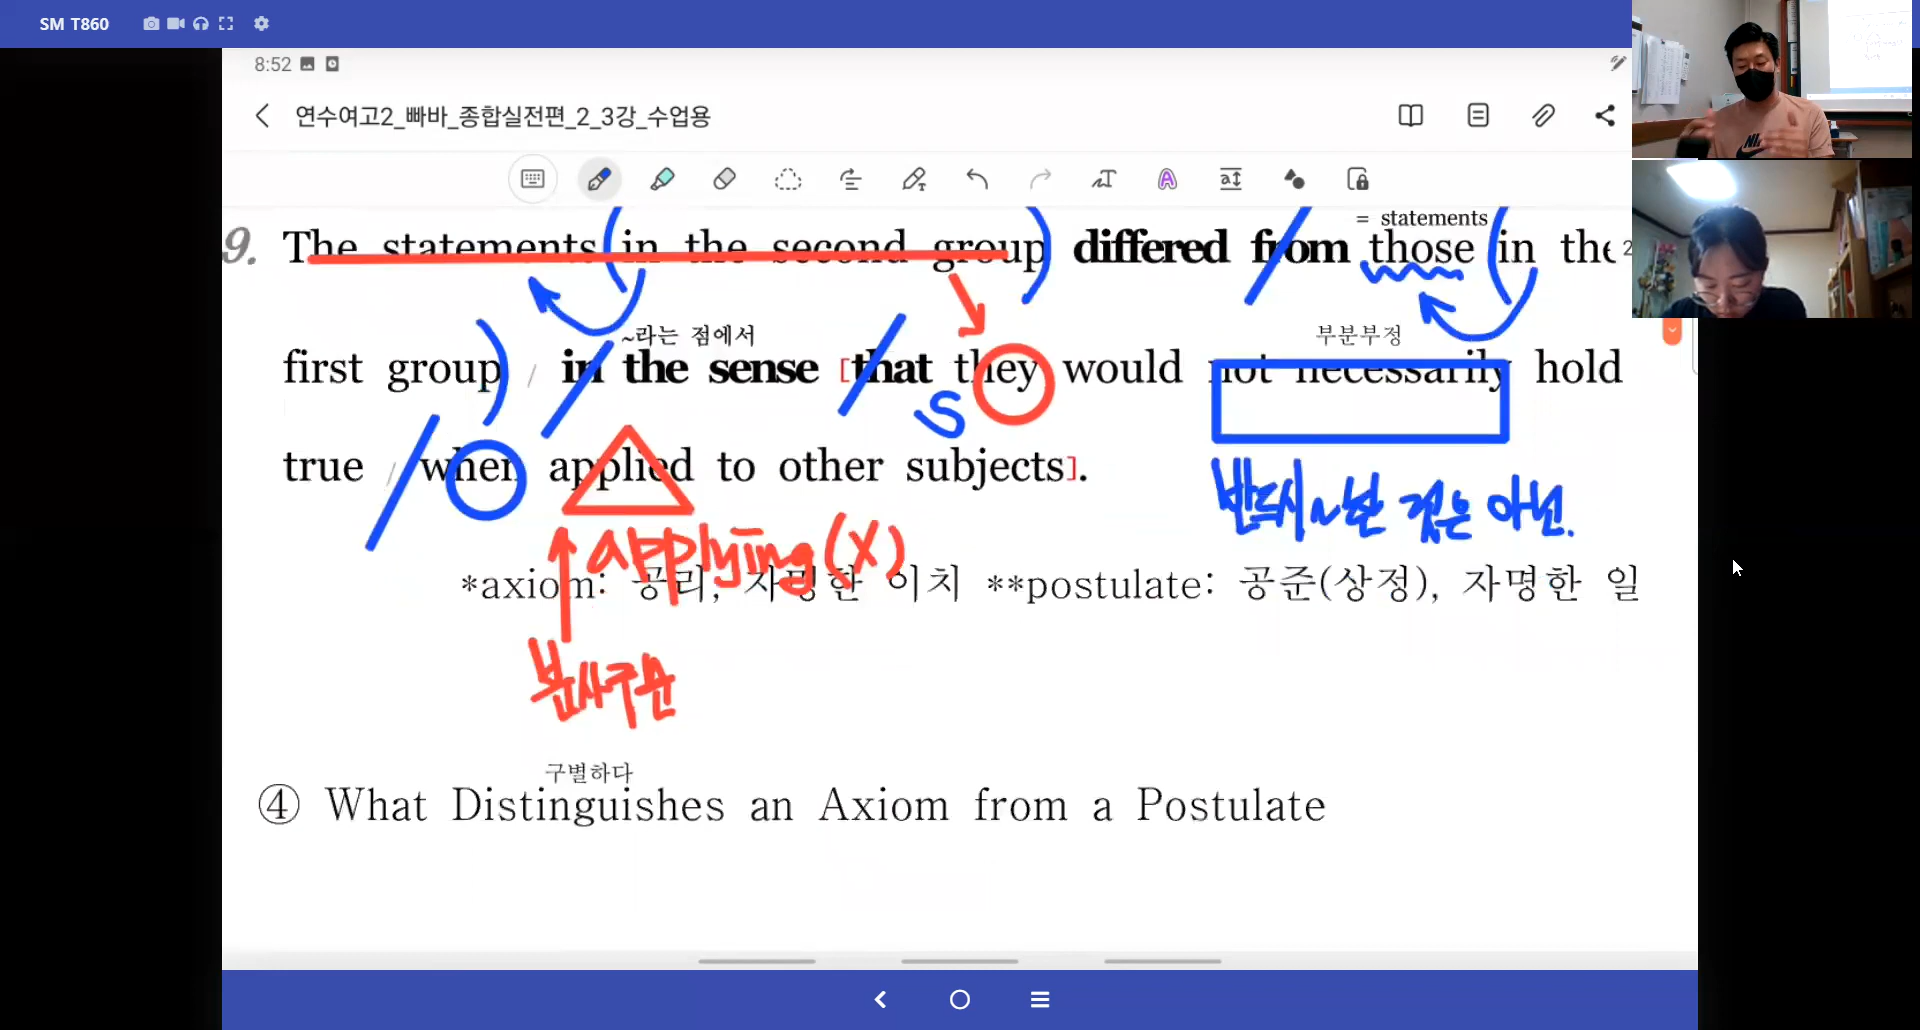 SM T860
8:52
연수여고2_빠바_종합실전편_2_3강_수업용
= statements
9. The statements (in the second group) differed from those (in the 2
~라는 점에서
부분부정
first group) / in the sense [that they would not necessarily hold
S
true / when applied to other subjects].
반드시 ~한 것은 아닌.
applying (X)
*axiom: 공리, 자명한 이치 **postulate: 공준(상정), 자명한 일
분사구문
구별하다
④ What Distinguishes an Axiom from a Postulate